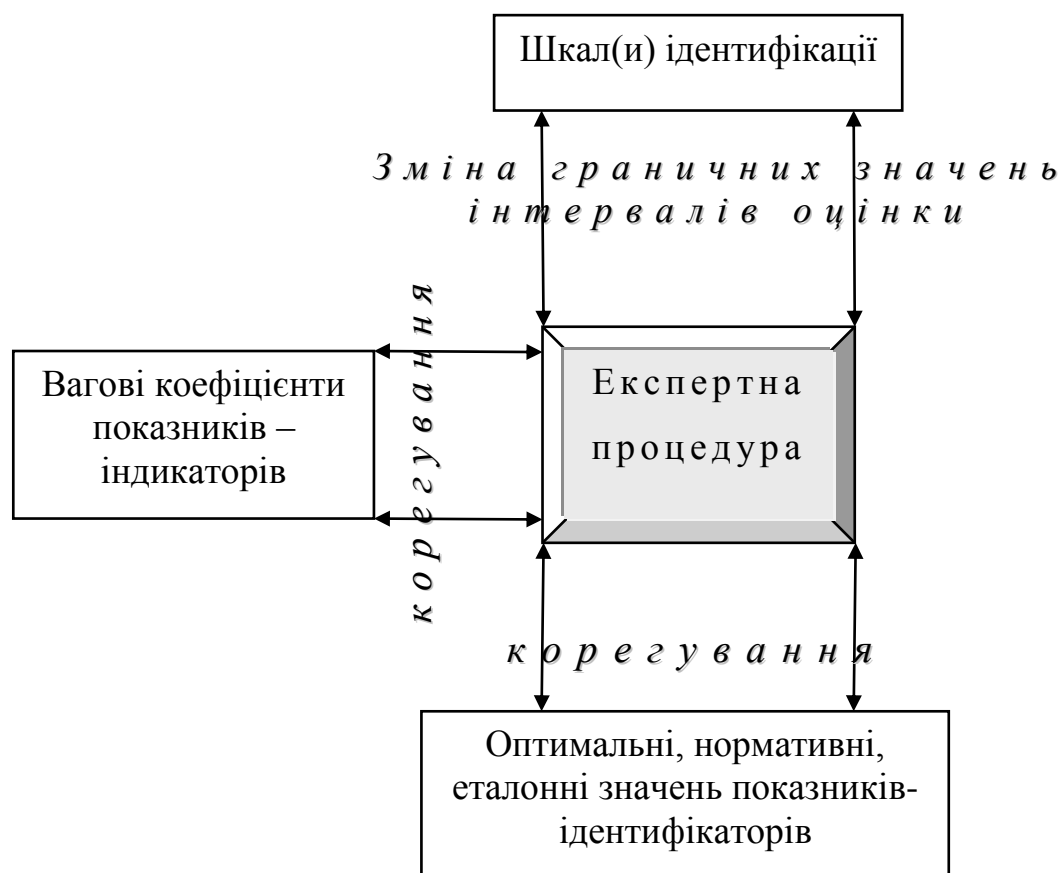 Шкал(и) ідентифікації
Зміна граничних значень
інтервалів оцінки
корегування
Вагові коефіцієнти
показників –
індикаторів
Експертна
процедура
корегування
Оптимальні, нормативні,
еталонні значень показників-
ідентифікаторів